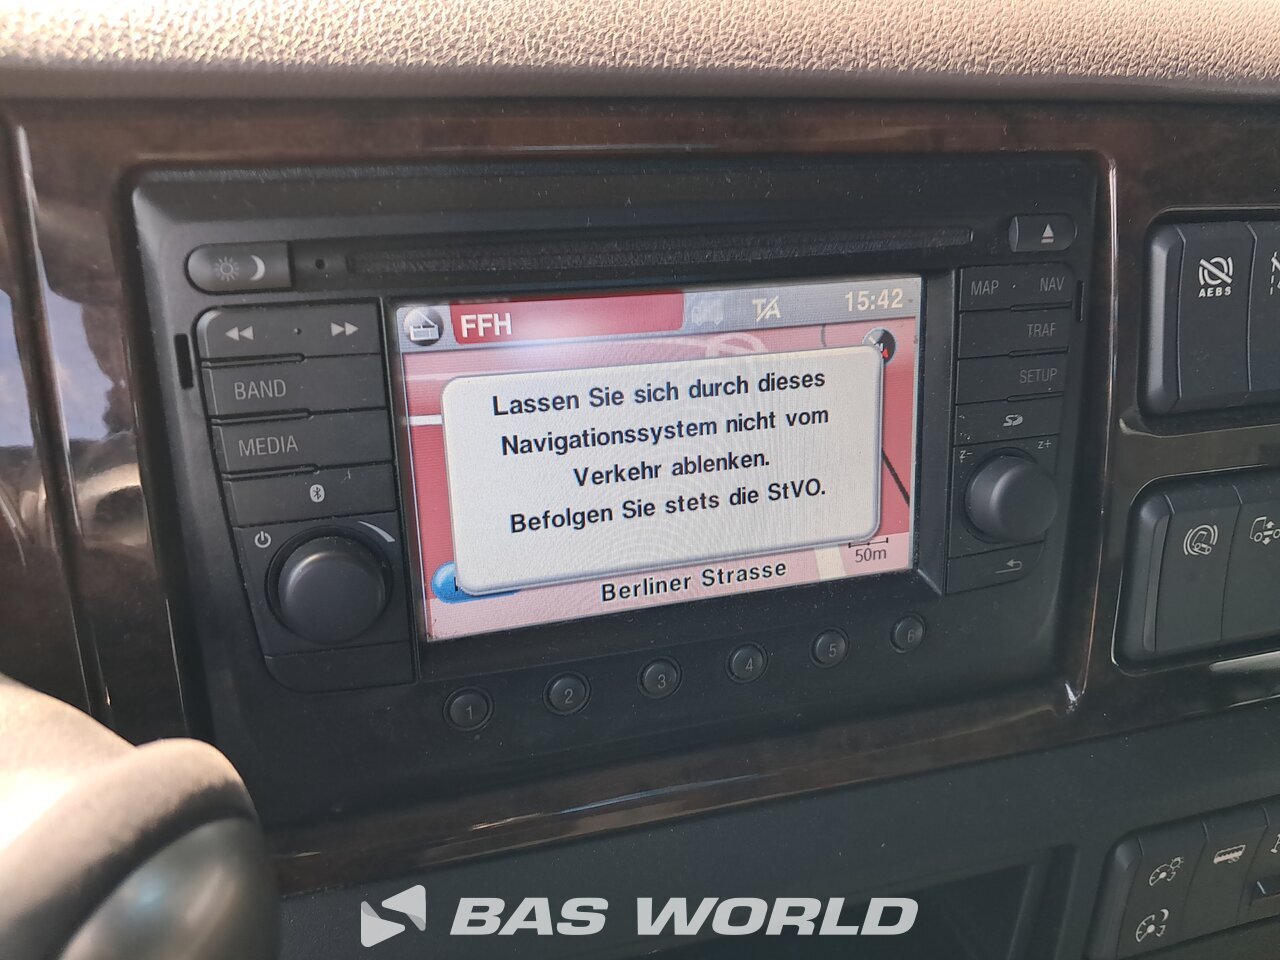 AEBS
MAP · NAV
FFH
TA
15:42
TRAF
BAND
SETUP
Lassen Sie sich durch dieses
Navigationssystem nicht vom
Verkehr ablenken.
Befolgen Sie stets die StVO.
MEDIA
SD
z-
z+
50m
Berliner Strasse
1
2
3
4
5
6
BAS WORLD